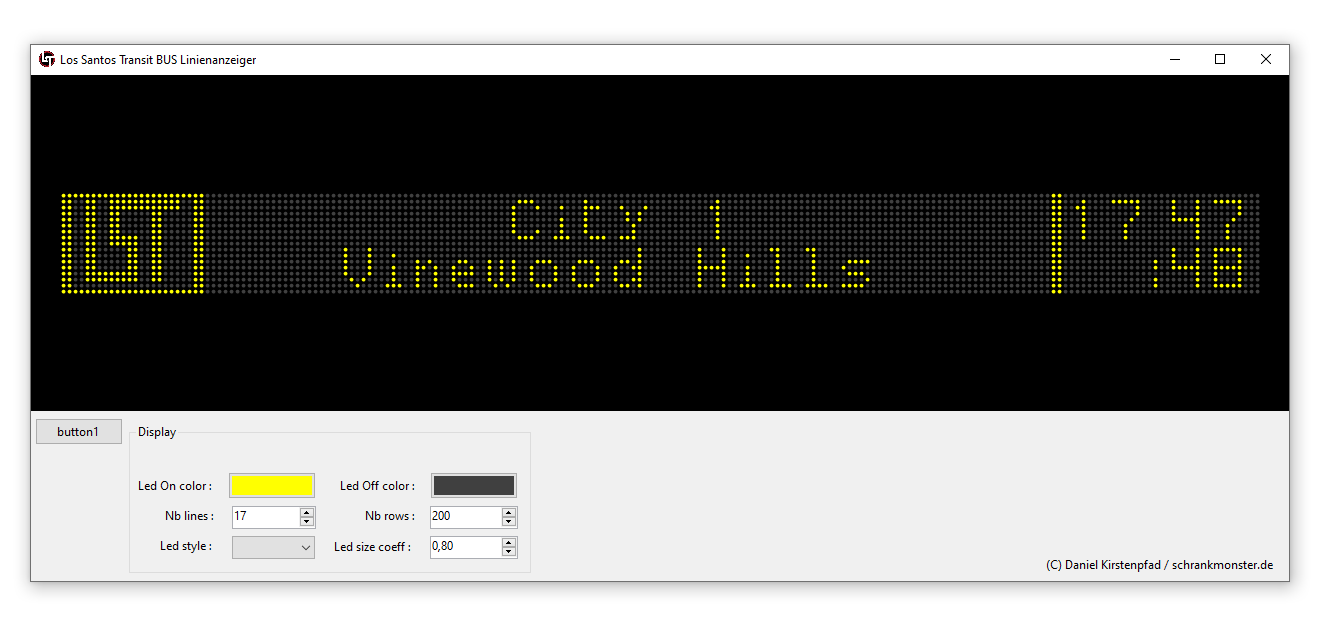 Los Santos Transit BUS Linienanzeiger
LST
City 1
17 47
Vinewood Hills
:48
button1
Display
Led On color :
Led Off color :
Nb lines :
17
Nb rows :
200
Led style :
Led size coeff :
0,80
(C) Daniel Kirstenpfad / schrankmonster.de